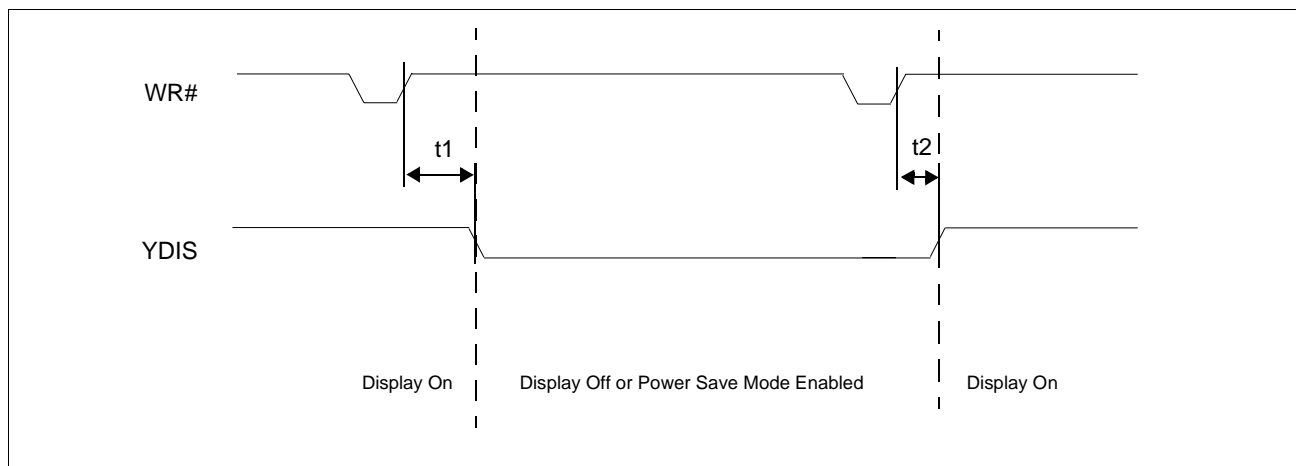 WR#
t1
t2
YDIS
Display On
Display Off or Power Save Mode Enabled
Display On